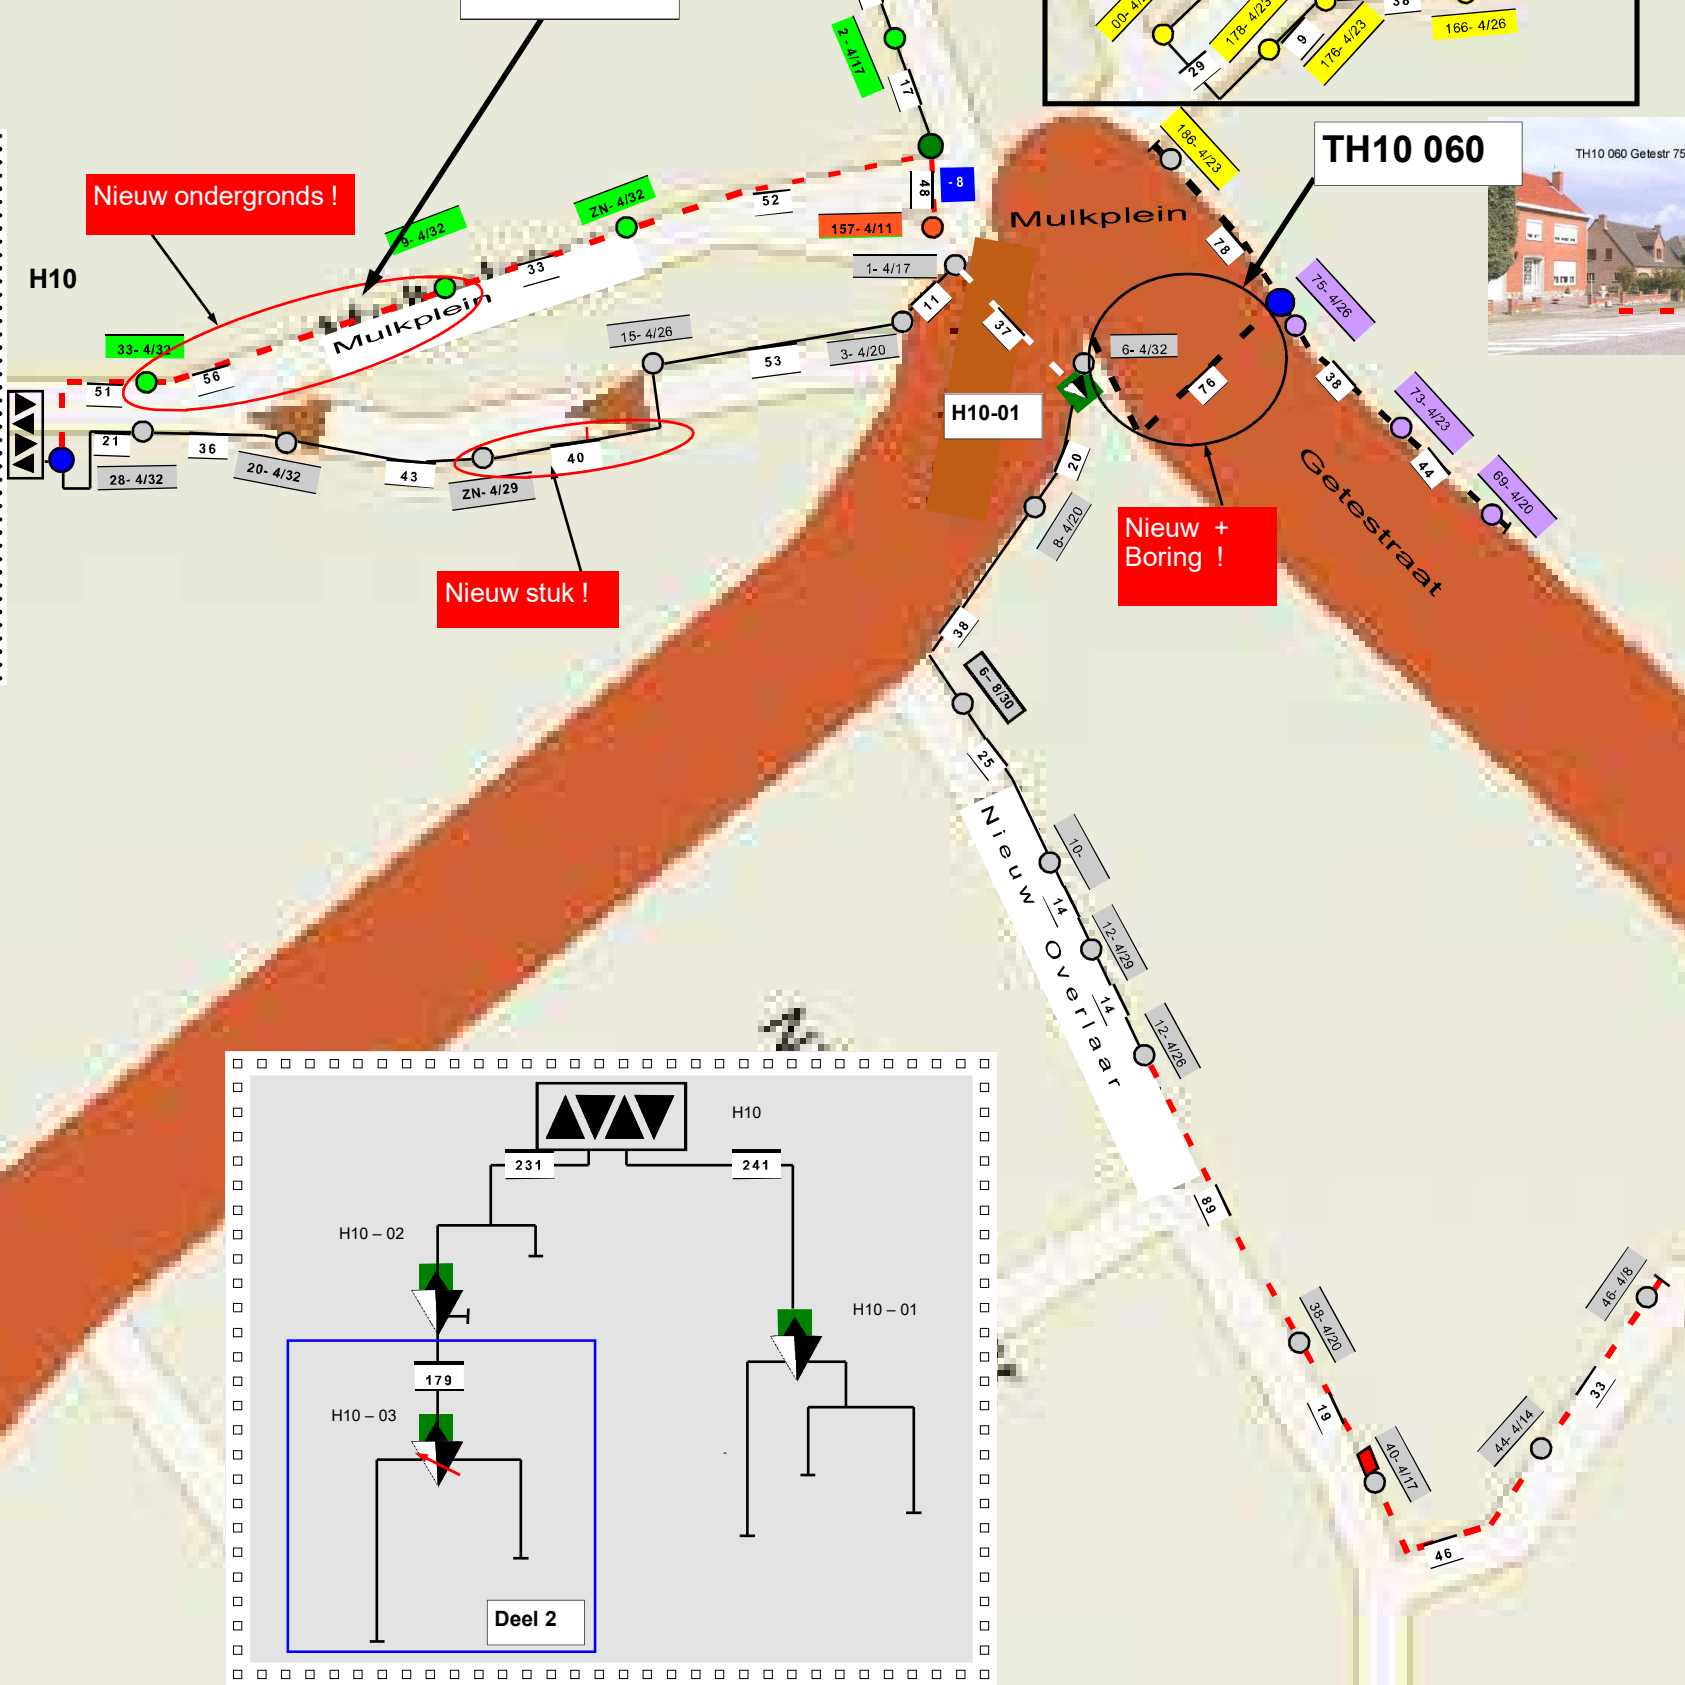 178- 4/23
29
9
176- 4/23
38
166- 4/26
2 - 4/17
17
186- 4/23
TH10 060
TH10 060 Getestr 75
Nieuw ondergronds !
9- 4/32
ZN- 4/32
52
48
- 8
157- 4/11
Mulkplein
78
H10
33
1- 4/17
11
37
75- 4/26
Mulkplein
33- 4/32
56
51
15- 4/26
53
3- 4/20
6- 4/32
76
38
H10-01
73- 4/23
44
69- 4/20
21
36
28- 4/32
20- 4/32
43
ZN- 4/29
40
20
8- 4/20
Getestraat
Nieuw +
Boring !
Nieuw stuk !
38
6– 8/30
25
Nieuw Overlaar
10-
14
12- 4/29
14
12- 4/26
89
38- 4/20
19
40- 4/17
46
44- 4/14
33
46- 4/8
H10
231
241
H10 – 02
H10 – 01
179
H10 – 03
Deel 2